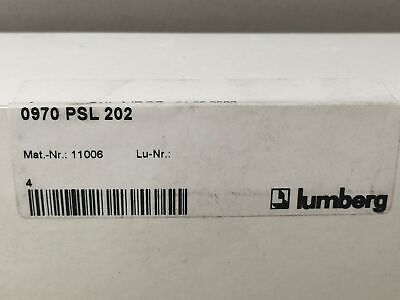 0970 PSL 202
Mat.-Nr.: 11006 Lu-Nr.:
4
lumberg